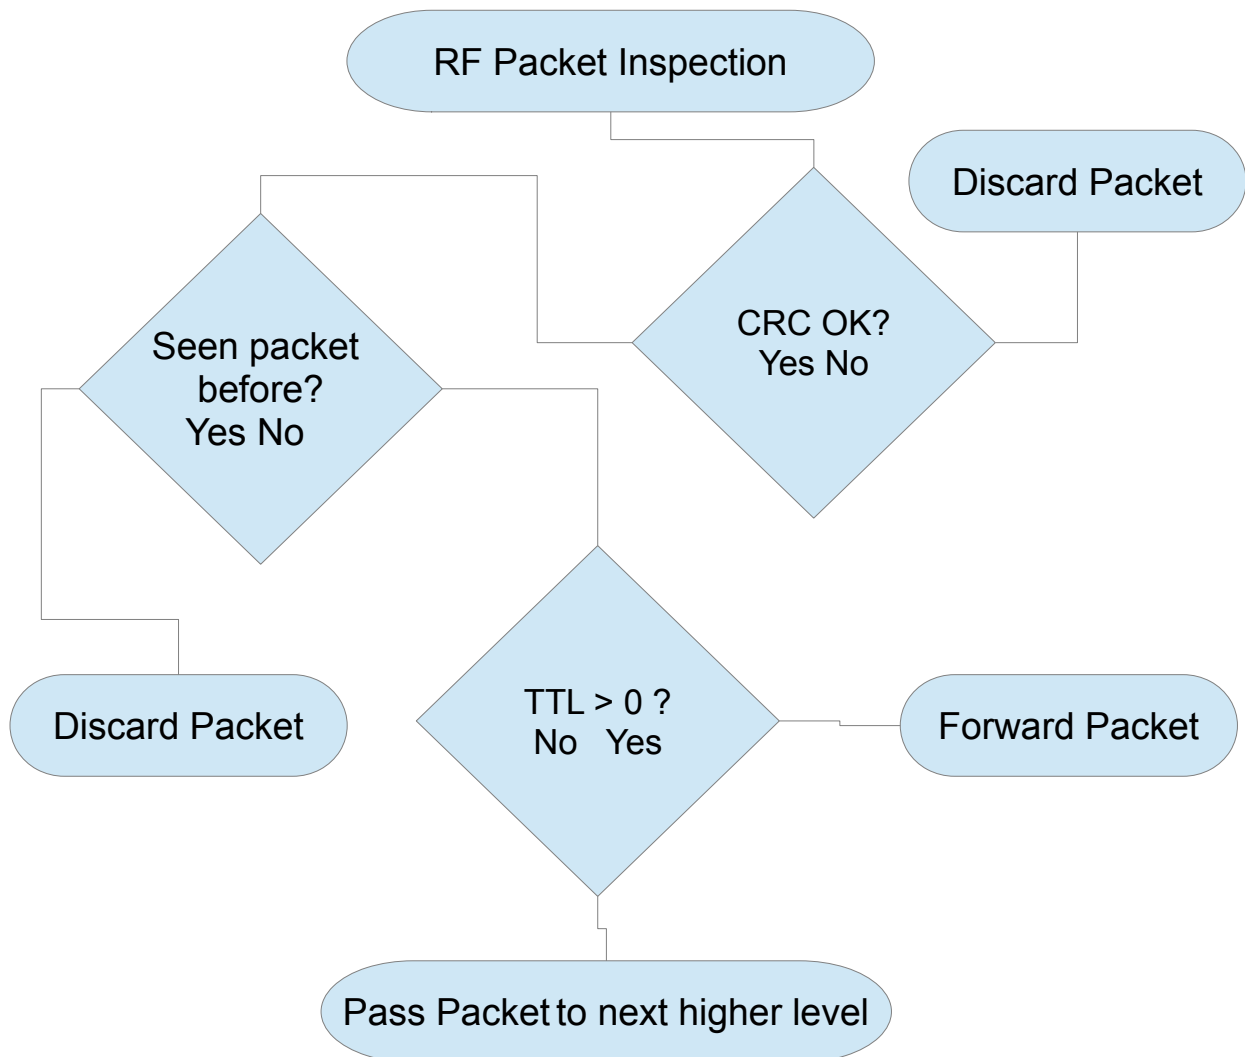 RF Packet Inspection
Discard Packet
CRC OK?
Yes No
Seen packet
before?
Yes No
TTL > 0 ?
No Yes
Discard Packet
Forward Packet
Pass Packet to next higher level